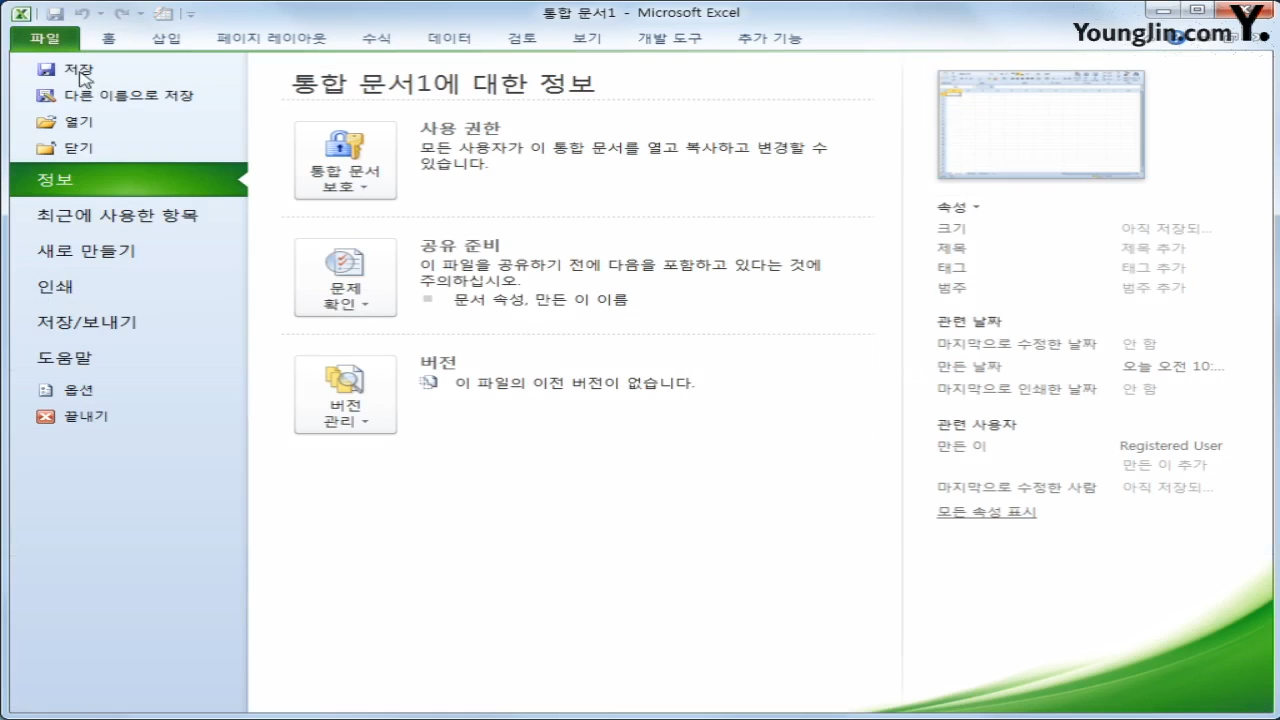 통합 문서1 - Microsoft Excel
YoungJin.com Y.
파일 홈 삽입 페이지 레이아웃 수식 데이터 검토 보기 개발 도구 추가 기능
저장
다른 이름으로 저장
열기
닫기
정보
최근에 사용한 항목
새로 만들기
인쇄
저장/보내기
도움말
옵션
끝내기
통합 문서1에 대한 정보
통합 문서
보호
사용 권한
모든 사용자가 이 통합 문서를 열고 복사하고 변경할 수
있습니다.
문제
확인
공유 준비
이 파일을 공유하기 전에 다음을 포함하고 있다는 것에
주의하십시오.
문서 속성, 만든 이 이름
버전
관리
버전
이 파일의 이전 버전이 없습니다.
속성
크기 아직 저장되...
제목 제목 추가
태그 태그 추가
범주 범주 추가
관련 날짜
마지막으로 수정한 날짜 안 함
만든 날짜 오늘 오전 10:...
마지막으로 인쇄한 날짜 안 함
관련 사용자
만든 이 Registered User
만든 이 추가
마지막으로 수정한 사람 아직 저장되...
모든 속성 표시